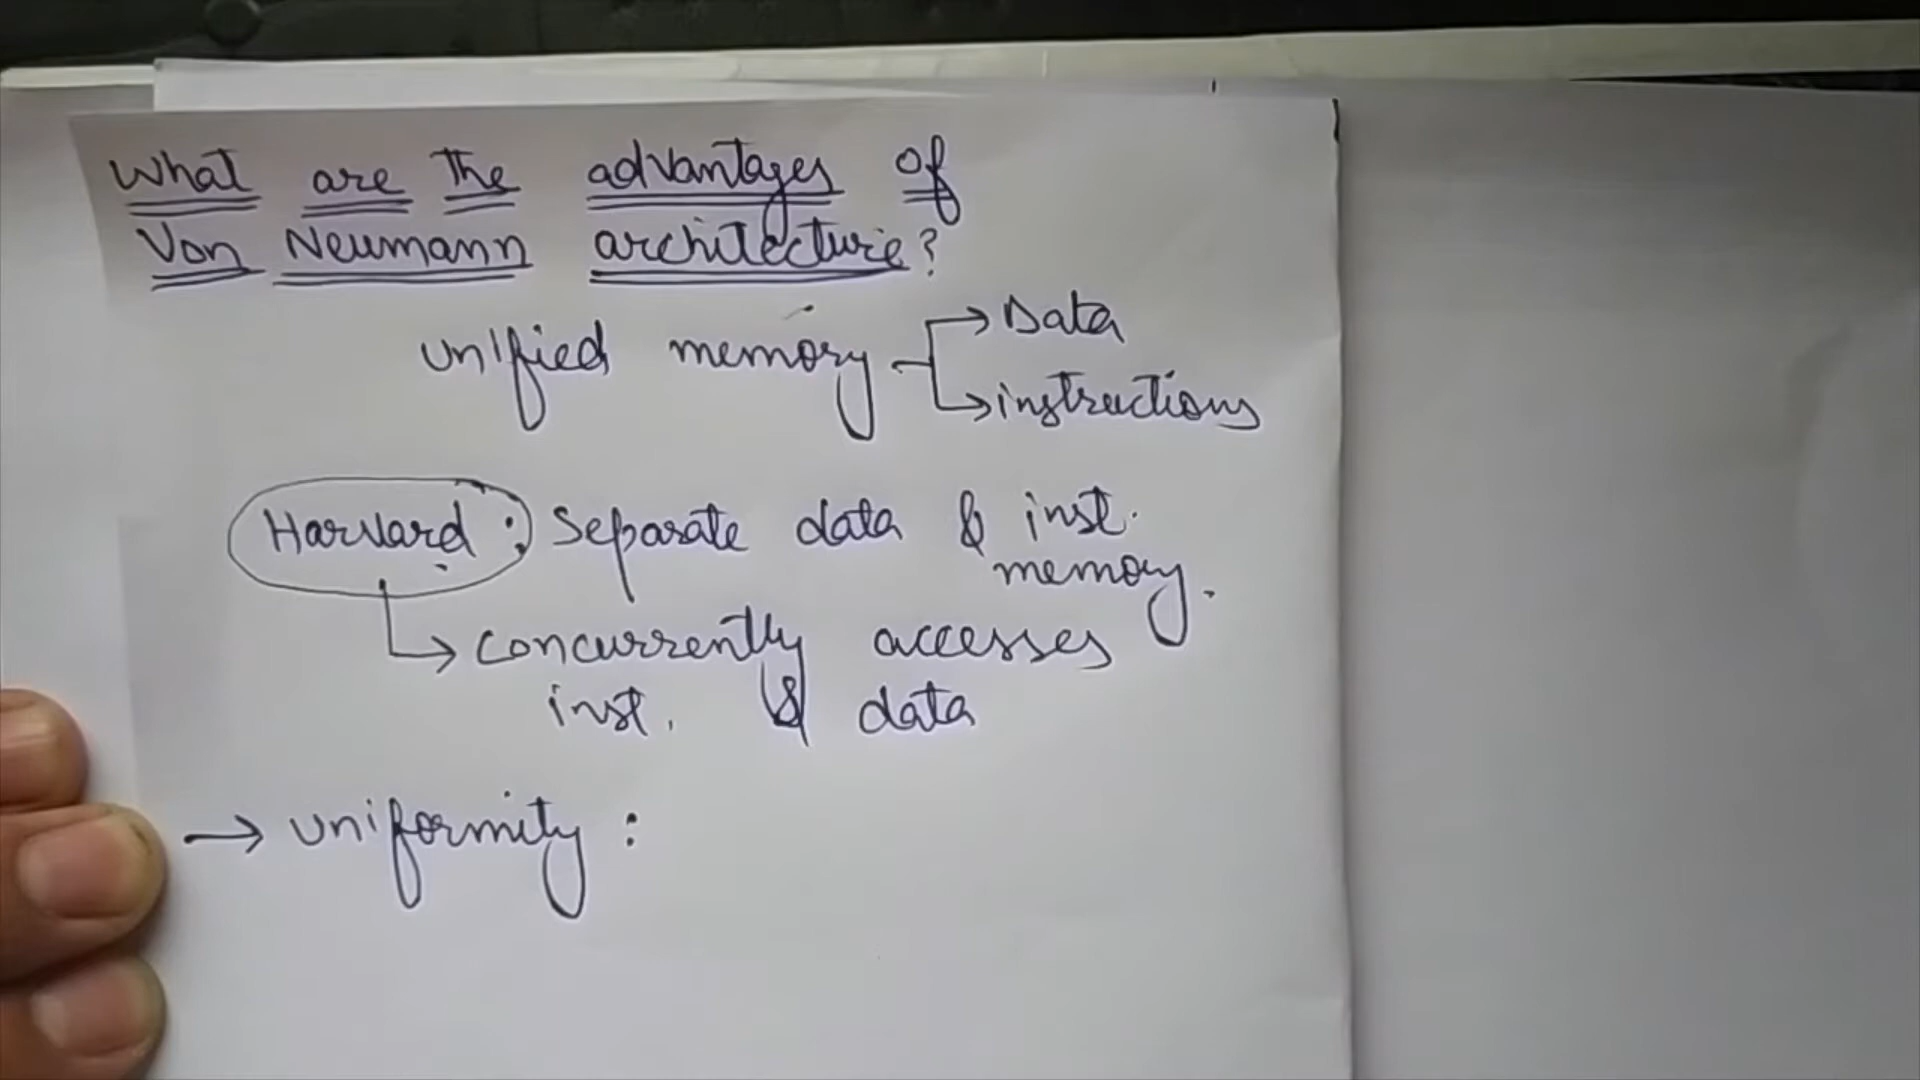 What are the advantages of
Von Neumann architecture?
unified memory → Data
→ instructions
Harvard : Separate data & inst.
memory.
→ concurrently accesses
inst. & data
→ uniformity :